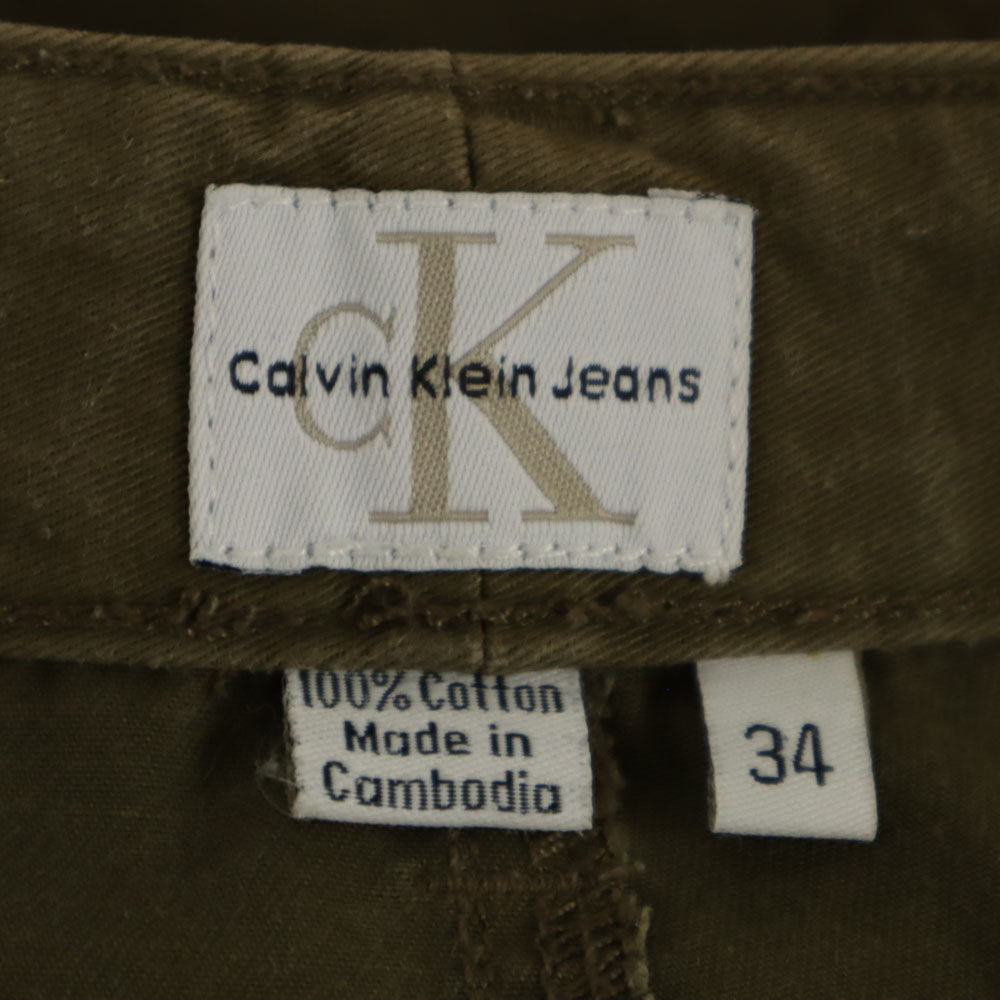 CK
Calvin Klein Jeans
100% Cotton
Made in
Cambodia
34